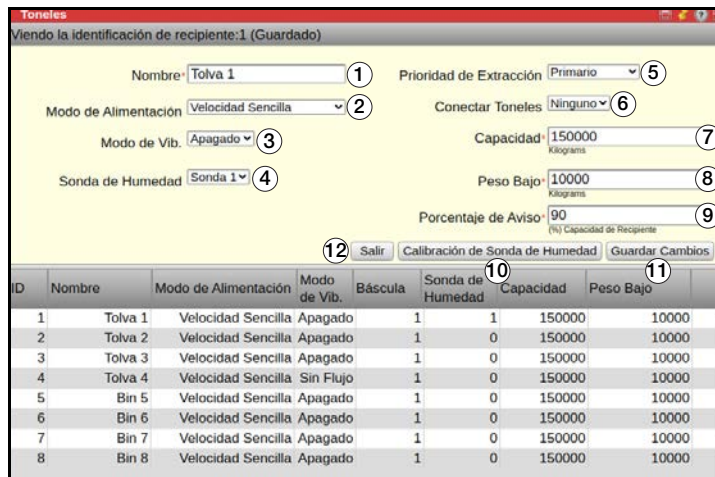 Toneles
Viendo la identificación de recipiente:1 (Guardado)
Nombre* Tolva 1 1
Modo de Alimentación Velocidad Sencilla 2
Modo de Vib. Apagado 3
Sonda de Humedad Sonda 1 4
Prioridad de Extracción Primario 5
Conectar Toneles Ninguno 6
Capacidad* 150000 7
Kilograms
Peso Bajo* 10000 8
Kilograms
Porcentaje de Aviso* 90 9
(%) Capacidad de Recipiente
12 Salir Calibración de Sonda de Humedad Guardar Cambios
10 11
ID Nombre Modo de Alimentación Modo de Vib. Báscula Sonda de Humedad Capacidad Peso Bajo
1 Tolva 1 Velocidad Sencilla Apagado 1 1 150000 10000
2 Tolva 2 Velocidad Sencilla Apagado 1 0 150000 10000
3 Tolva 3 Velocidad Sencilla Apagado 1 0 150000 10000
4 Tolva 4 Velocidad Sencilla Sin Flujo 1 0 150000 10000
5 Bin 5 Velocidad Sencilla Apagado 1 0 150000 10000
6 Bin 6 Velocidad Sencilla Apagado 1 0 150000 10000
7 Bin 7 Velocidad Sencilla Apagado 1 0 150000 10000
8 Bin 8 Velocidad Sencilla Apagado 1 0 150000 10000